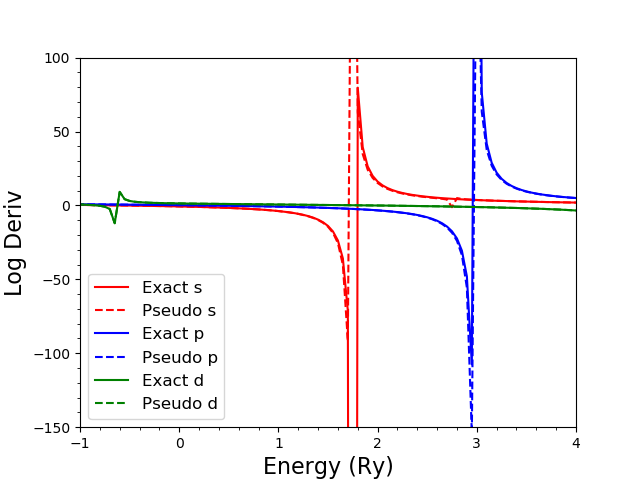 100
50
0
−50
−100
−150
Log Deriv
Exact s
Pseudo s
Exact p
Pseudo p
Exact d
Pseudo d
−1 0 1 2 3 4
Energy (Ry)